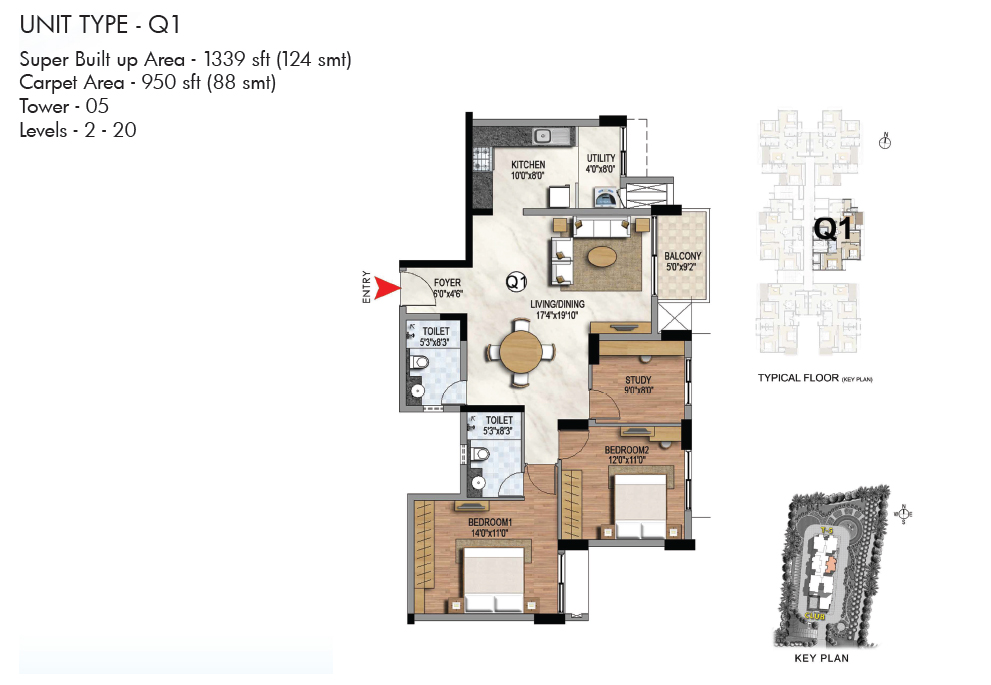 UNIT TYPE - Q1
Super Built up Area - 1339 sft (124 smt)
Carpet Area - 950 sft (88 smt)
Tower - 05
Levels - 2 - 20
KITCHEN
10'0"x8'0"
UTILITY
4'0"x8'0"
BALCONY
5'0"x9'2"
ENTRY
FOYER
6'0"x4'6"
Q1
LIVING/DINING
17'4"x19'10"
TOILET
5'3"x8'3"
STUDY
9'0"x8'0"
TOILET
5'3"x8'3"
BEDROOM2
12'0"x11'0"
BEDROOM1
14'0"x11'0"
N
Q1
TYPICAL FLOOR (KEY PLAN)
N
W E
S
T-5
CLUB
KEY PLAN